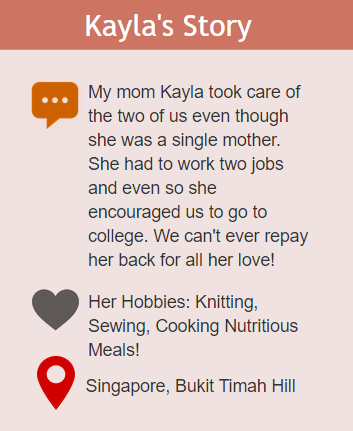 Kayla's Story
My mom Kayla took care of
the two of us even though
she was a single mother.
She had to work two jobs
and even so she
encouraged us to go to
college. We can't ever repay
her back for all her love!
Her Hobbies: Knitting,
Sewing, Cooking Nutritious
Meals!
Singapore, Bukit Timah Hill